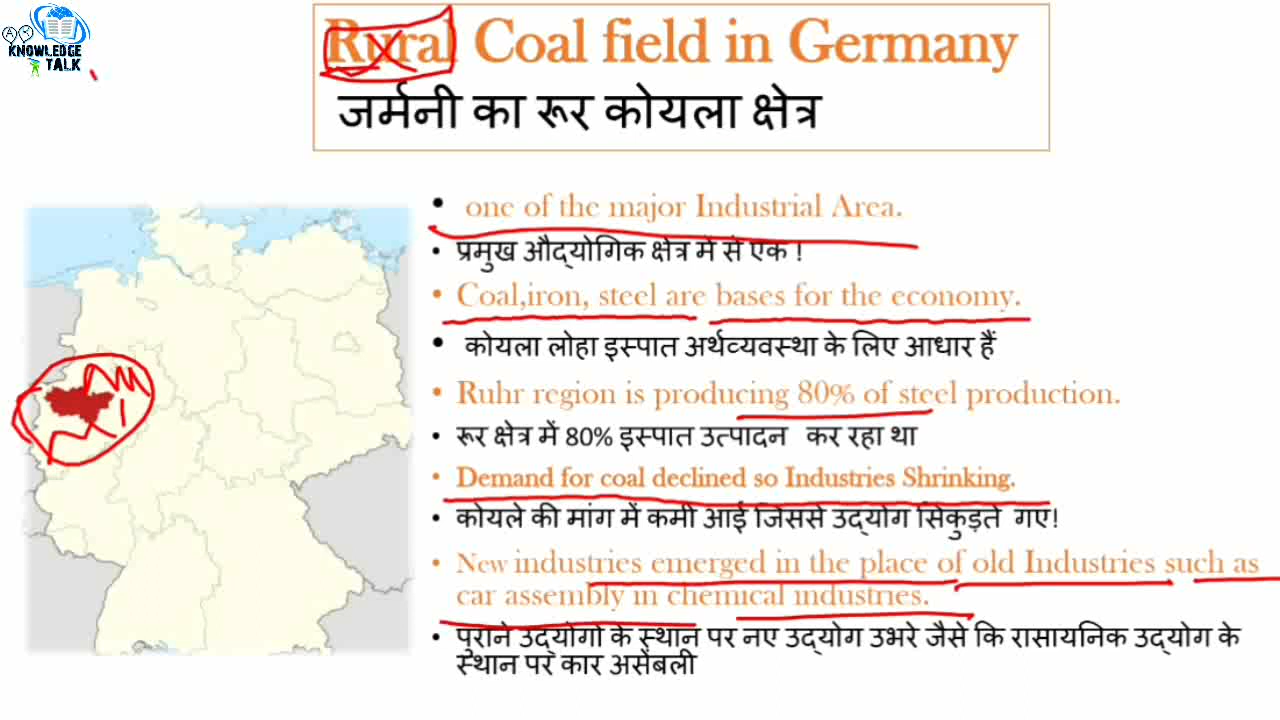 AK
KNOWLEDGE
TALK
Rural Coal field in Germany
जर्मनी का रूर कोयला क्षेत्र
• one of the major Industrial Area.
• प्रमुख औद्योगिक क्षेत्र में से एक !
• Coal,iron, steel are bases for the economy.
• कोयला लोहा इस्पात अर्थव्यवस्था के लिए आधार हैं
• Ruhr region is producing 80% of steel production.
• रूर क्षेत्र में 80% इस्पात उत्पादन कर रहा था
• Demand for coal declined so Industries Shrinking.
• कोयले की मांग में कमी आई जिससे उद्योग सिकुड़ते गए!
• New industries emerged in the place of old Industries such as
car assembly in chemical industries.
• पुराने उद्योगों के स्थान पर नए उद्योग उभरे जैसे कि रासायनिक उद्योग के
स्थान पर कार असेंबली